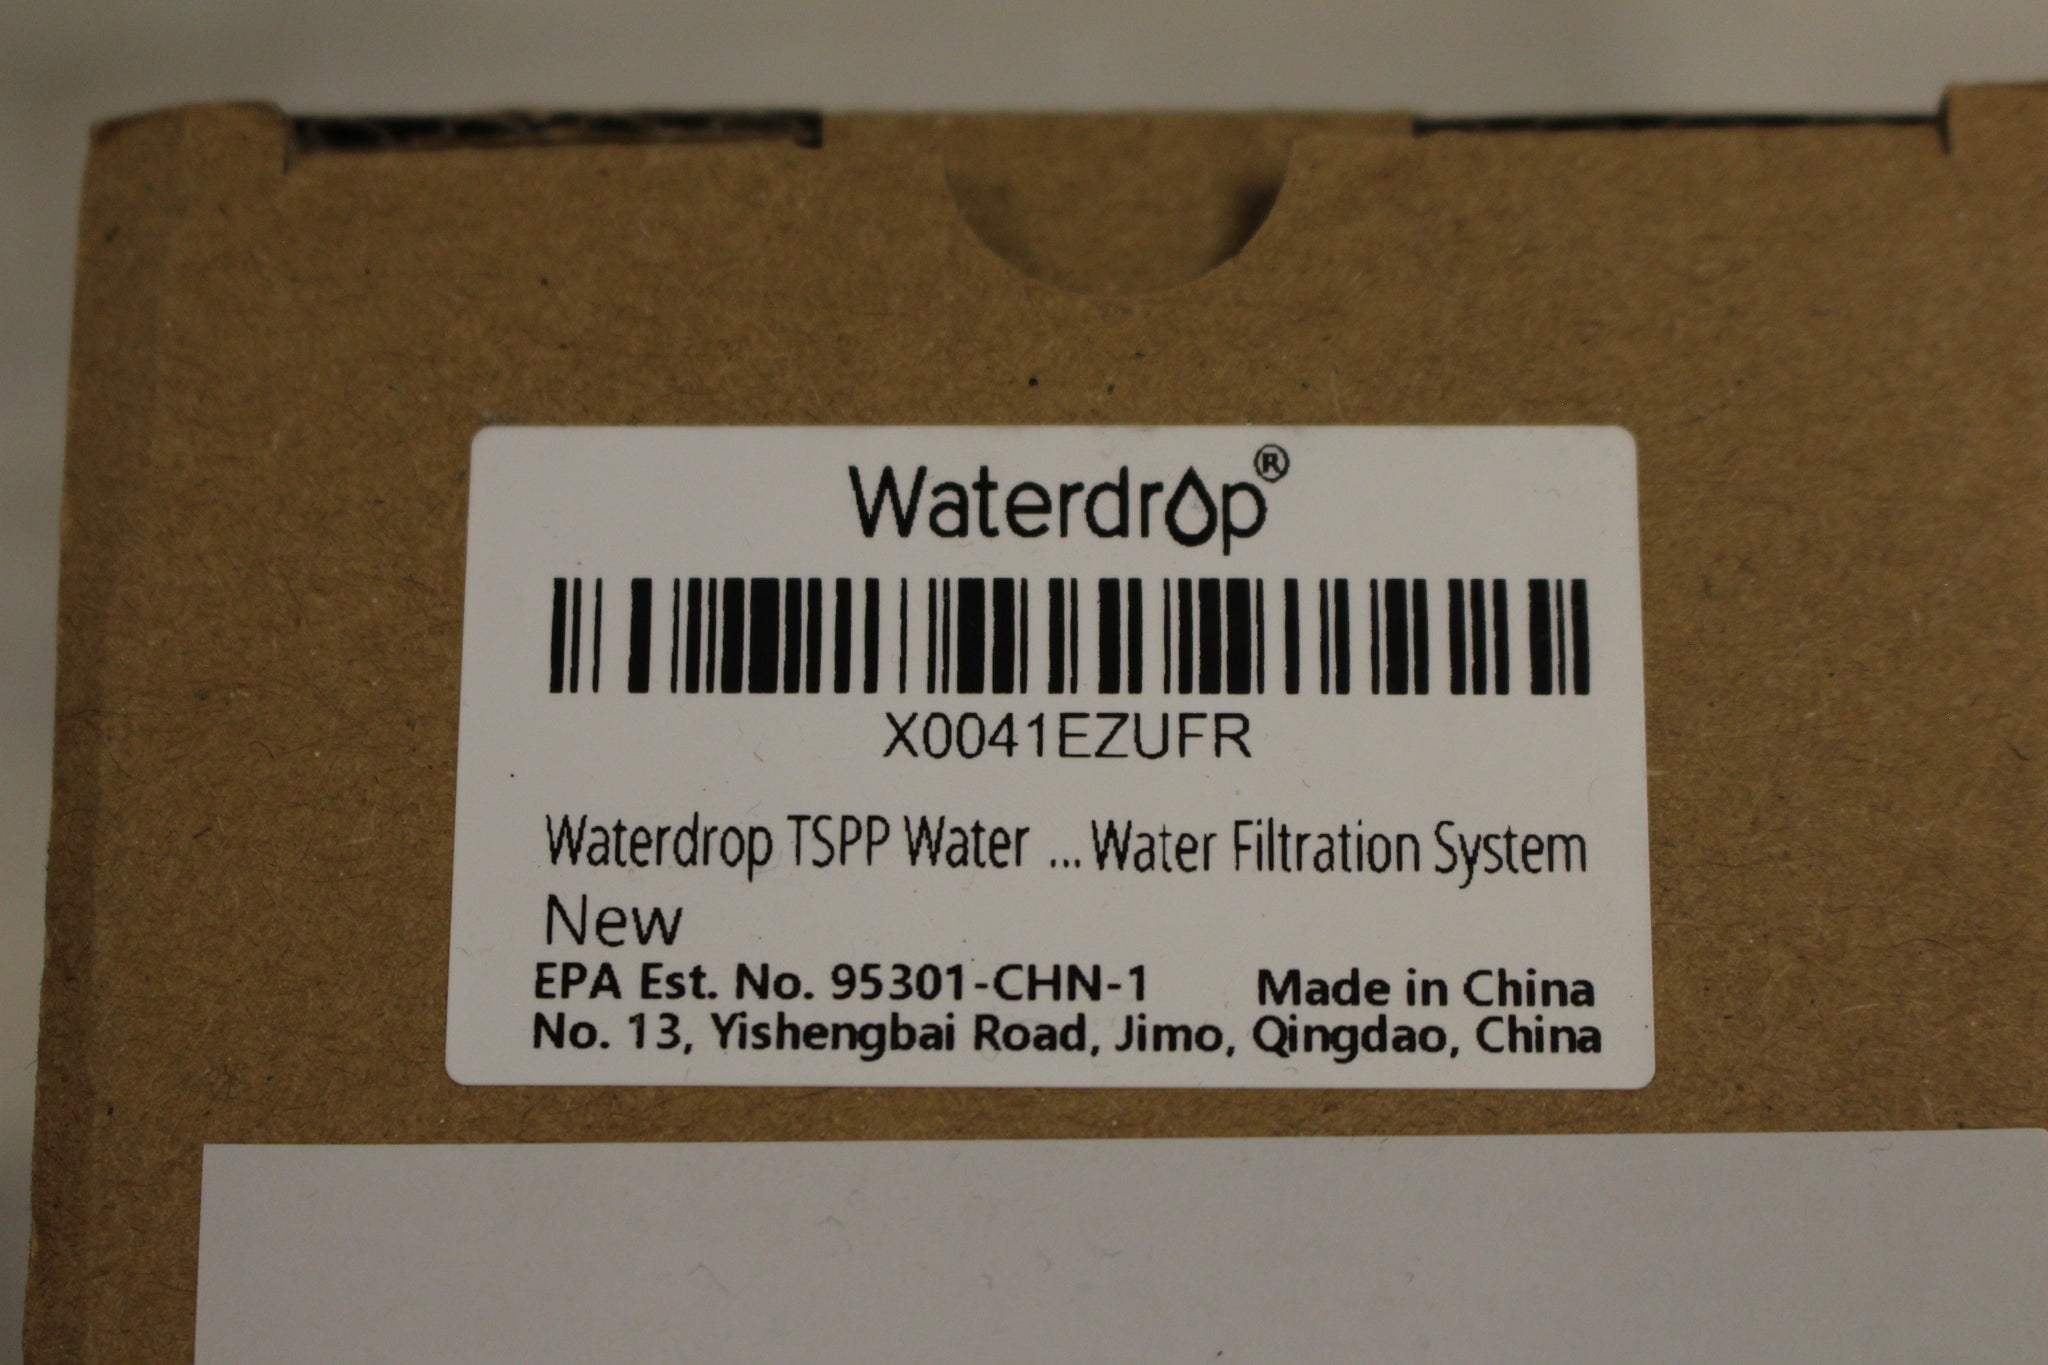 Waterdrop®
X0041EZUFR
Waterdrop TSPP Water ... Water Filtration System
New
EPA Est. No. 95301-CHN-1 Made in China
No. 13, Yishengbai Road, Jimo, Qingdao, China